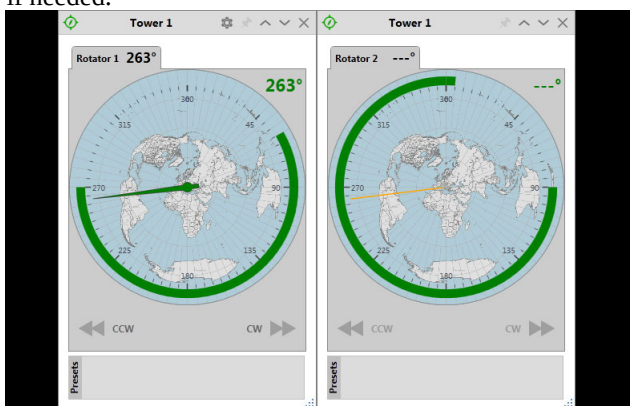 if needed.
Tower 1
Rotator 1 263°
263°
360
45
90
135
180
225
270
315
CCW
CW
Presets
Tower 1
Rotator 2 ---°
---°
360
45
90
135
180
225
270
315
CCW
CW
Presets